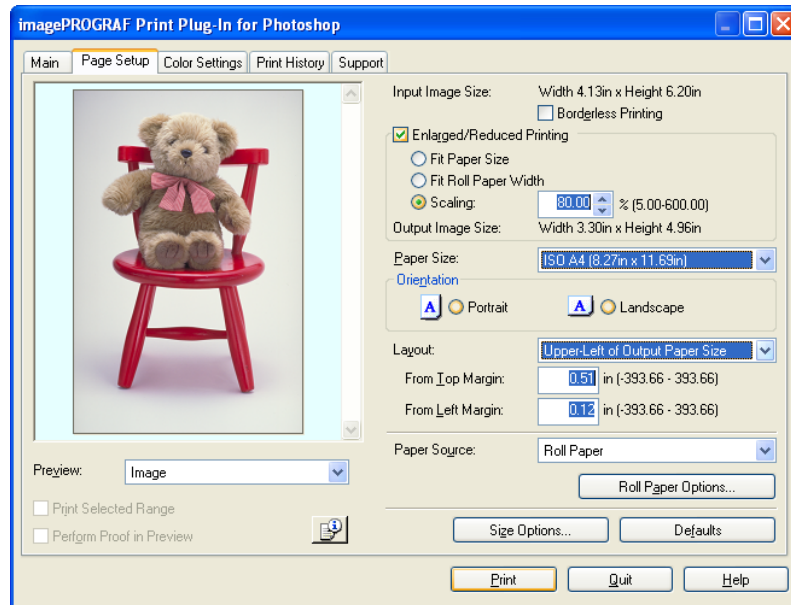 imagePROGRAF Print Plug-In for Photoshop
Main
Page Setup
Color Settings
Print History
Support
Input Image Size: Width 4.13in x Height 6.20in
Borderless Printing
Enlarged/Reduced Printing
Fit Paper Size
Fit Roll Paper Width
Scaling: 80.00 % (5.00-600.00)
Output Image Size: Width 3.30in x Height 4.96in
Paper Size: ISO A4 (8.27in x 11.69in)
Orientation
A Portrait A Landscape
Layout: Upper-Left of Output Paper Size
From Top Margin: 0.51 in (-393.66 - 393.66)
From Left Margin: 0.12 in (-393.66 - 393.66)
Paper Source: Roll Paper
Roll Paper Options...
Preview: Image
Print Selected Range
Perform Proof in Preview
Size Options... Defaults
Print Quit Help